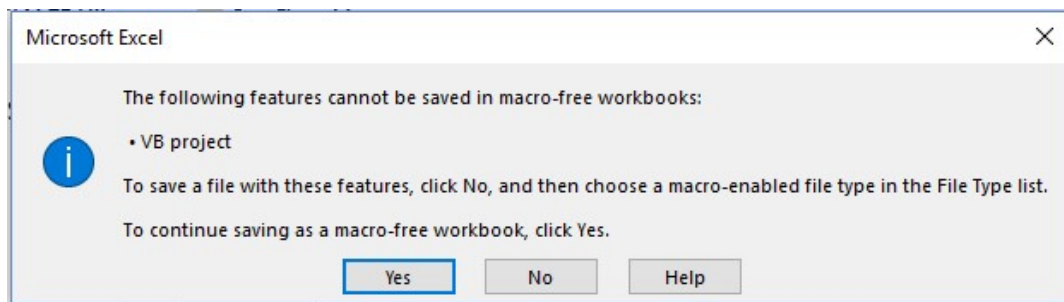 Microsoft Excel
The following features cannot be saved in macro-free workbooks:
• VB project
To save a file with these features, click No, and then choose a macro-enabled file type in the File Type list.
To continue saving as a macro-free workbook, click Yes.
Yes No Help